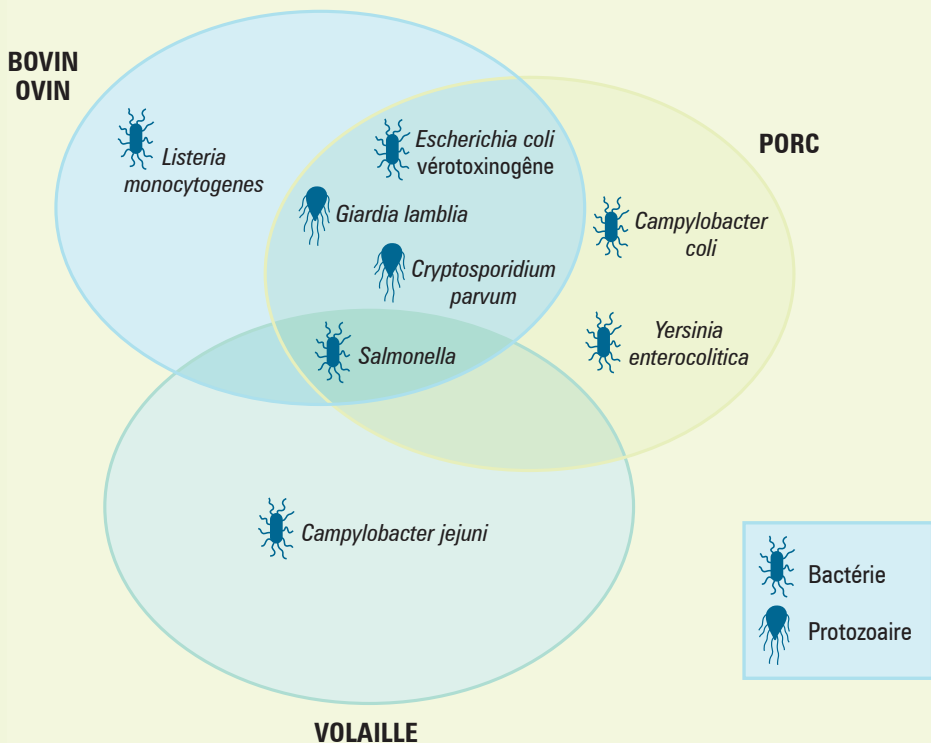 BOVIN
OVIN
PORC
Listeria
monocytogenes
Escherichia coli
vérotoxinogêne
Giardia lamblia
Cryptosporidium
parvum
Campylobacter
coli
Yersinia
enterocolitica
Salmonella
Campylobacter jejuni
VOLAILLE
Bactérie
Protozoaire